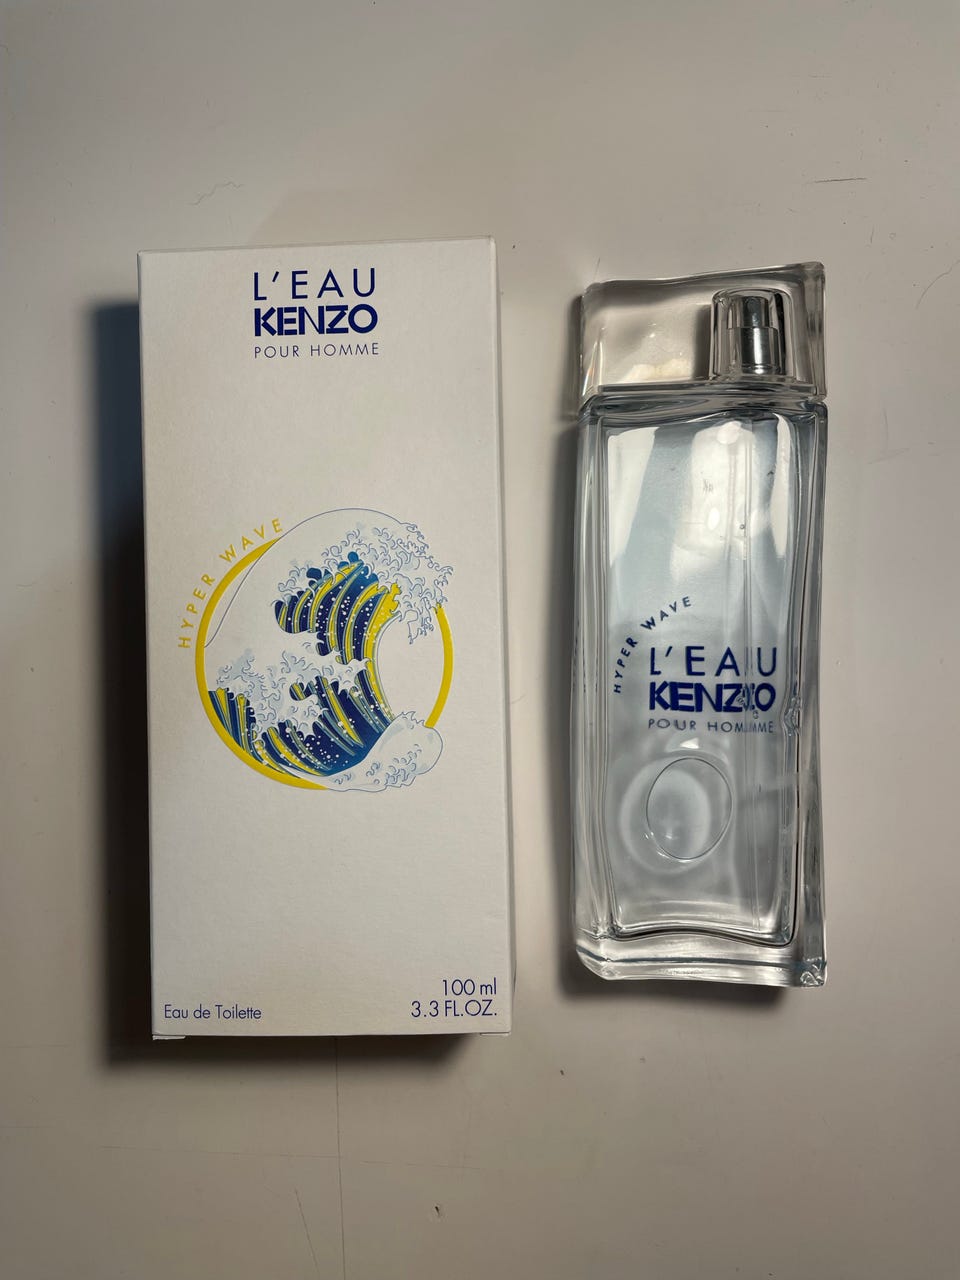 L'EAU
KENZO
POUR HOMME
HYPER WAVE
Eau de Toilette
100 ml
3.3 FL.OZ.
HYPER WAVE
L'EAU
KENZO
POUR HOMME